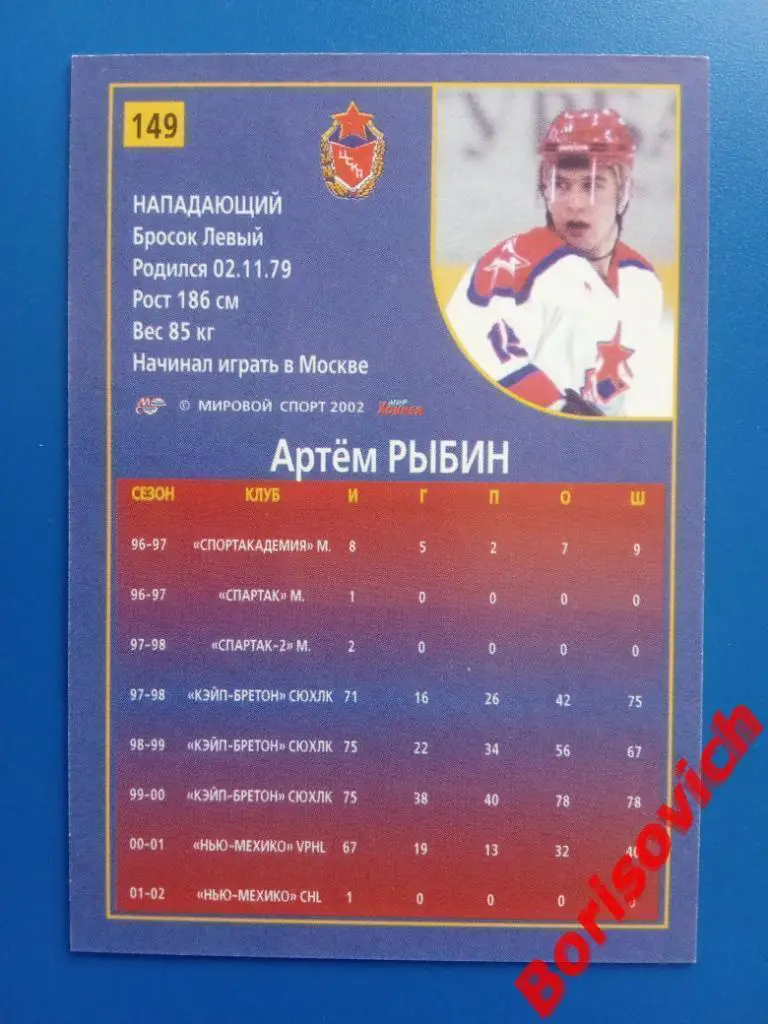 149
ЦСКА
НАПАДАЮЩИЙ
Бросок Левый
Родился 02.11.79
Рост 186 см
Вес 85 кг
Начинал играть в Москве
© МИРОВОЙ СПОРТ 2002 МИР ХОККЕЯ
Артём РЫБИН
СЕЗОН КЛУБ И Г П О Ш
96-97 «СПОРТАКАДЕМИЯ» М. 8 5 2 7 9
96-97 «СПАРТАК» М. 1 0 0 0 0
97-98 «СПАРТАК-2» М. 2 0 0 0 0
97-98 «КЭЙП-БРЕТОН» СЮХЛК 71 16 26 42 75
98-99 «КЭЙП-БРЕТОН» СЮХЛК 75 22 34 56 67
99-00 «КЭЙП-БРЕТОН» СЮХЛК 75 38 40 78 78
00-01 «НЬЮ-МЕХИКО» VPHL 67 19 13 32 40
01-02 «НЬЮ-МЕХИКО» CHL 1 0 0 0 0
Borisovich